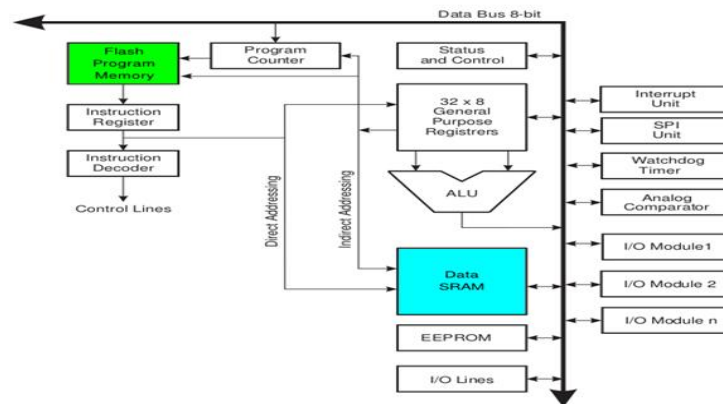 Data Bus 8-bit
Flash
Program
Memory
Program
Counter
Status
and Control
Instruction
Register
32 x 8
General
Purpose
Registrers
Interrupt
Unit
SPI
Unit
Instruction
Decoder
Watchdog
Timer
ALU
Analog
Comparator
Control Lines
Direct Addressing
Indirect Addressing
I/O Module1
Data
SRAM
I/O Module 2
I/O Module n
EEPROM
I/O Lines